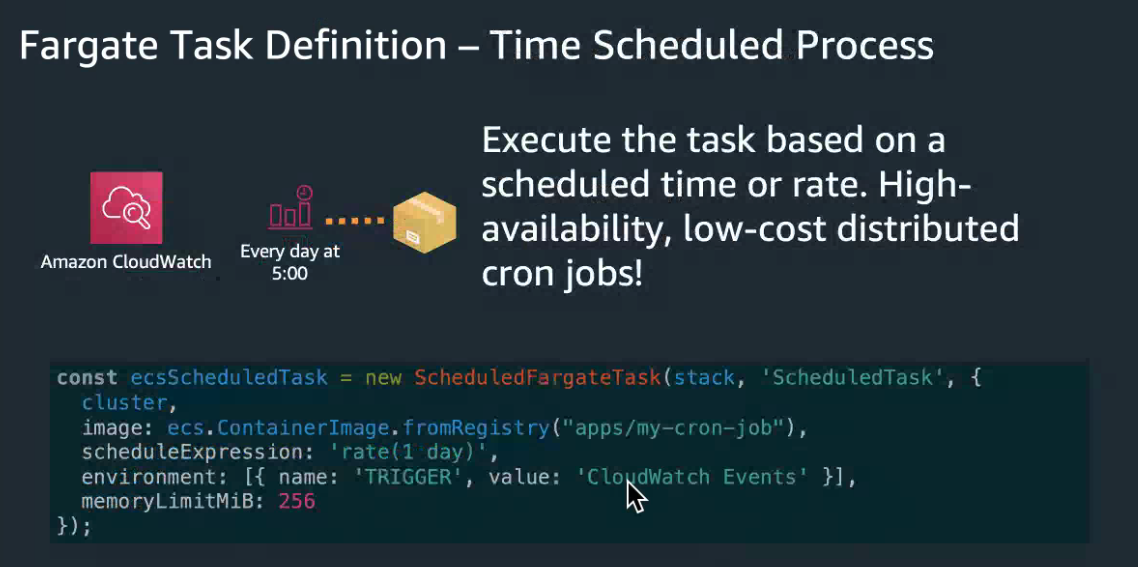 Fargate Task Definition – Time Scheduled Process
Execute the task based on a
scheduled time or rate. High-
availability, low-cost distributed
cron jobs!
Amazon CloudWatch
Every day at
5:00
const ecsScheduledTask = new ScheduledFargateTask(stack, 'ScheduledTask', {
  cluster,
  image: ecs.ContainerImage.fromRegistry("apps/my-cron-job"),
  scheduleExpression: 'rate(1 day)',
  environment: [{ name: 'TRIGGER', value: 'CloudWatch Events' }],
  memoryLimitMiB: 256
});